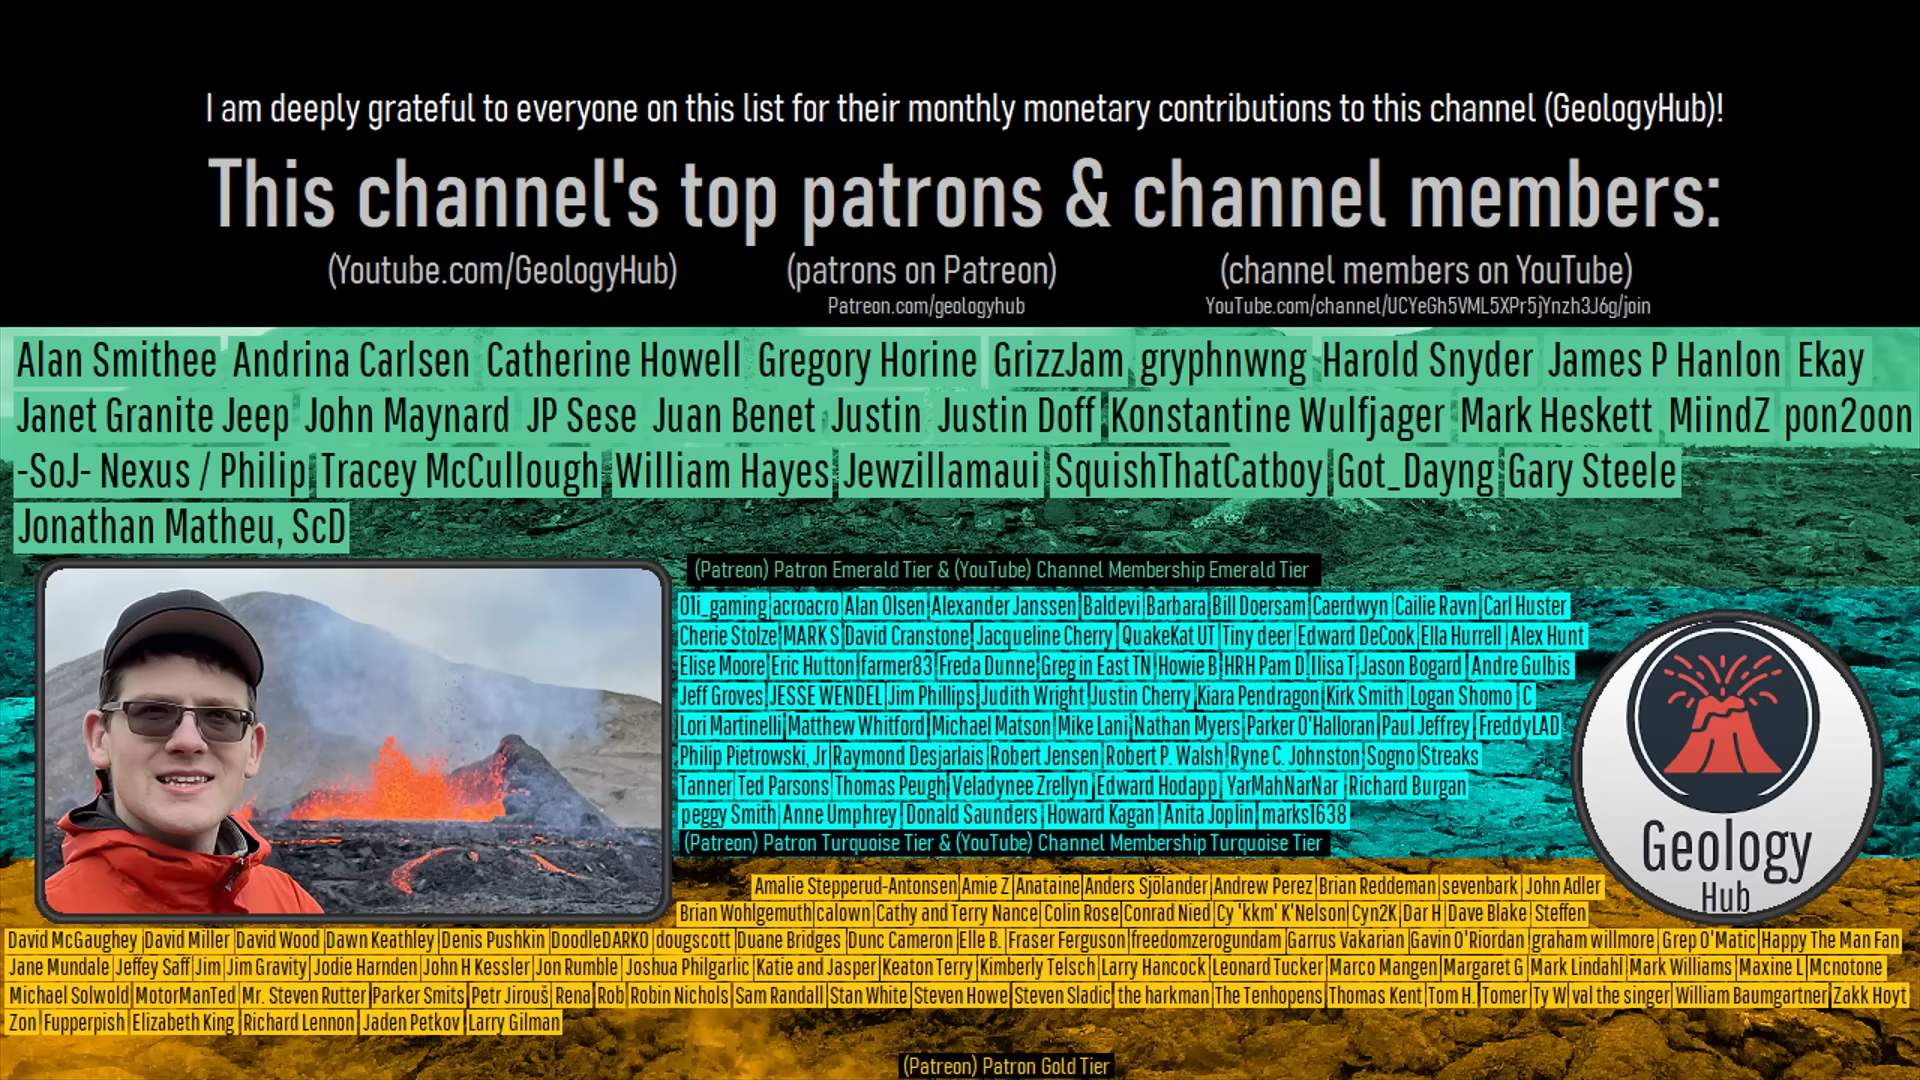 I am deeply grateful to everyone on this list for their monthly monetary contributions to this channel (GeologyHub)!
This channel's top patrons & channel members:
(Youtube.com/GeologyHub) (patrons on Patreon) (channel members on YouTube)
Patreon.com/geologyhub YouTube.com/channel/UCYeGh5VML5XPr5jYnzh3J6g/join
Alan Smithee Andrina Carlsen Catherine Howell Gregory Horine GrizzJam gryphnwng Harold Snyder James P Hanlon Ekay
Janet Granite Jeep John Maynard JP Sese Juan Benet Justin Justin Doff Konstantine Wulfjager Mark Heskett MiindZ pon2oon
-SoJ- Nexus / Philip Tracey McCullough William Hayes Jewzillamaui SquishThatCatboy Got_Dayng Gary Steele
Jonathan Matheu, ScD
(Patreon) Patron Emerald Tier & (YouTube) Channel Membership Emerald Tier
01i_gaming acroacro Alan Olsen Alexander Janssen Baldevi Barbara Bill Doersam Caerdwyn Cailie Ravn Carl Huster
Cherie Stolze MARK S David Cranstone Jacqueline Cherry QuakeKat UT Tiny deer Edward DeCook Ella Hurrell Alex Hunt
Elise Moore Eric Hutton farmer83 Freda Dunne Greg in East TN Howie B HRH Pam D Ilisa T Jason Bogard Andre Gulbis
Jeff Groves JESSE WENDEL Jim Phillips Judith Wright Justin Cherry Kiara Pendragon Kirk Smith Logan Shomo C
Lori Martinelli Matthew Whitford Michael Matson Mike Lani Nathan Myers Parker O'Halloran Paul Jeffrey FreddyLAD
Philip Pietrowski, Jr Raymond Desjarlais Robert Jensen Robert P. Walsh Ryne C. Johnston Sogno Streaks
Tanner Ted Parsons Thomas Peugh Veladynee Zrellyn Edward Hodapp YarMahNarNar Richard Burgan
peggy Smith Anne Umphrey Donald Saunders Howard Kagan Anita Joplin marks1638
(Patreon) Patron Turquoise Tier & (YouTube) Channel Membership Turquoise Tier
Geology
Hub
Amalie Stepperud-Antonsen Amie Z Anataine Anders Sjölander Andrew Perez Brian Reddeman sevenbark John Adler
Brian Wohlgemuth calown Cathy and Terry Nance Colin Rose Conrad Nied Cy 'kkm' K'Nelson Cyn2K Dar H Dave Blake Steffen
David McGaughey David Miller David Wood Dawn Keathley Denis Pushkin DoodleDARKO dougscott Duane Bridges Dunc Cameron Elle B. Fraser Ferguson freedomzerogundam Garrus Vakarian Gavin O'Riordan graham willmore Grep O'Matic Happy The Man Fan
Jane Mundale Jeffey Saff Jim Jim Gravity Jodie Harnden John H Kessler Jon Rumble Joshua Philgarlic Katie and Jasper Keaton Terry Kimberly Telsch Larry Hancock Leonard Tucker Marco Mangen Margaret G Mark Lindahl Mark Williams Maxine L Mcnotone
Michael Solwold MotorManTed Mr. Steven Rutter Parker Smits Petr Jirouš Rena Rob Robin Nichols Sam Randall Stan White Steven Howe Steven Sladic the harkman The Tenhopens Thomas Kent Tom H. Tomer Ty W val the singer William Baumgartner Zakk Hoyt
Zon Fupperpish Elizabeth King Richard Lennon Jaden Petkov Larry Gilman
(Patreon) Patron Gold Tier